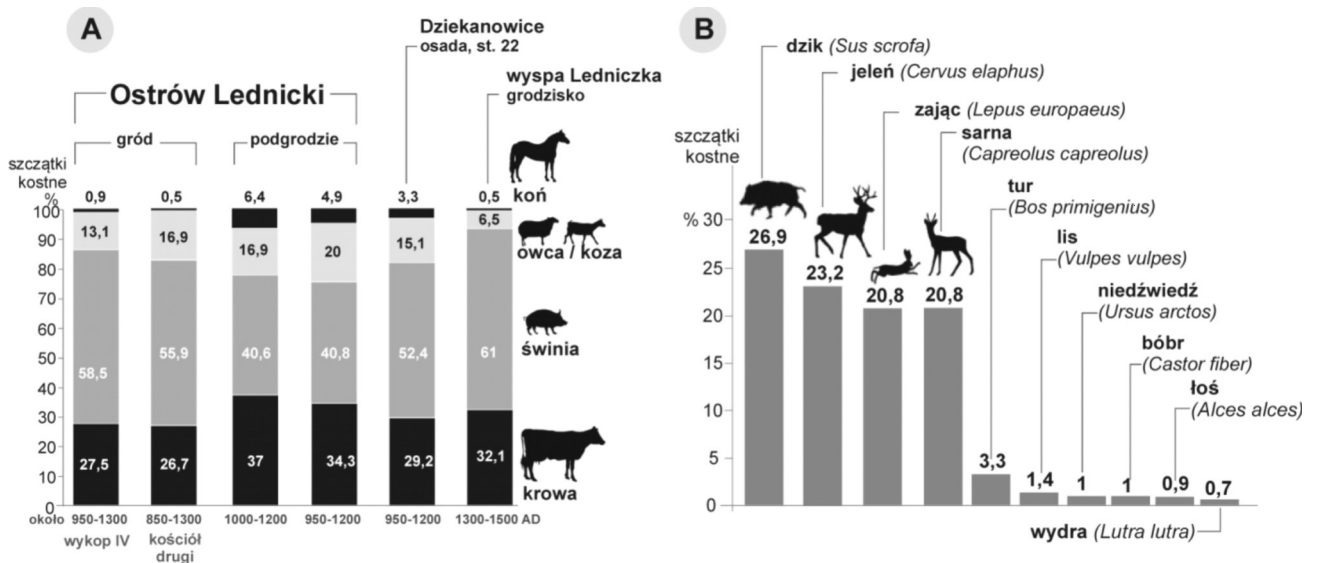 A
Dziekanowice
osada, st. 22
wyspa Ledniczka
grodzisko
Ostrów Lednicki
gród
podgrodzie
szczątki
kostne
%
0,9
0,5
6,4
4,9
3,3
0,5
koń
100
90
80
70
60
50
40
30
20
10
0
13,1
16,9
16,9
20
15,1
6,5
owca / koza
58,5
55,9
40,6
40,8
52,4
61
świnia
27,5
26,7
37
34,3
29,2
32,1
krowa
około
950-1300
850-1300
1000-1200
950-1200
950-1200
1300-1500 AD
wykop IV
kościół
drugi
B
dzik (Sus scrofa)
jeleń (Cervus elaphus)
zając (Lepus europaeus)
sarna
(Capreolus capreolus)
tur
(Bos primigenius)
lis
(Vulpes vulpes)
niedźwiedź
(Ursus arctos)
bóbr
(Castor fiber)
łoś
(Alces alces)
szczątki
kostne
% 30
25
20
15
10
5
0
26,9
23,2
20,8
20,8
3,3
1,4
1
1
0,9
0,7
wydra (Lutra lutra)